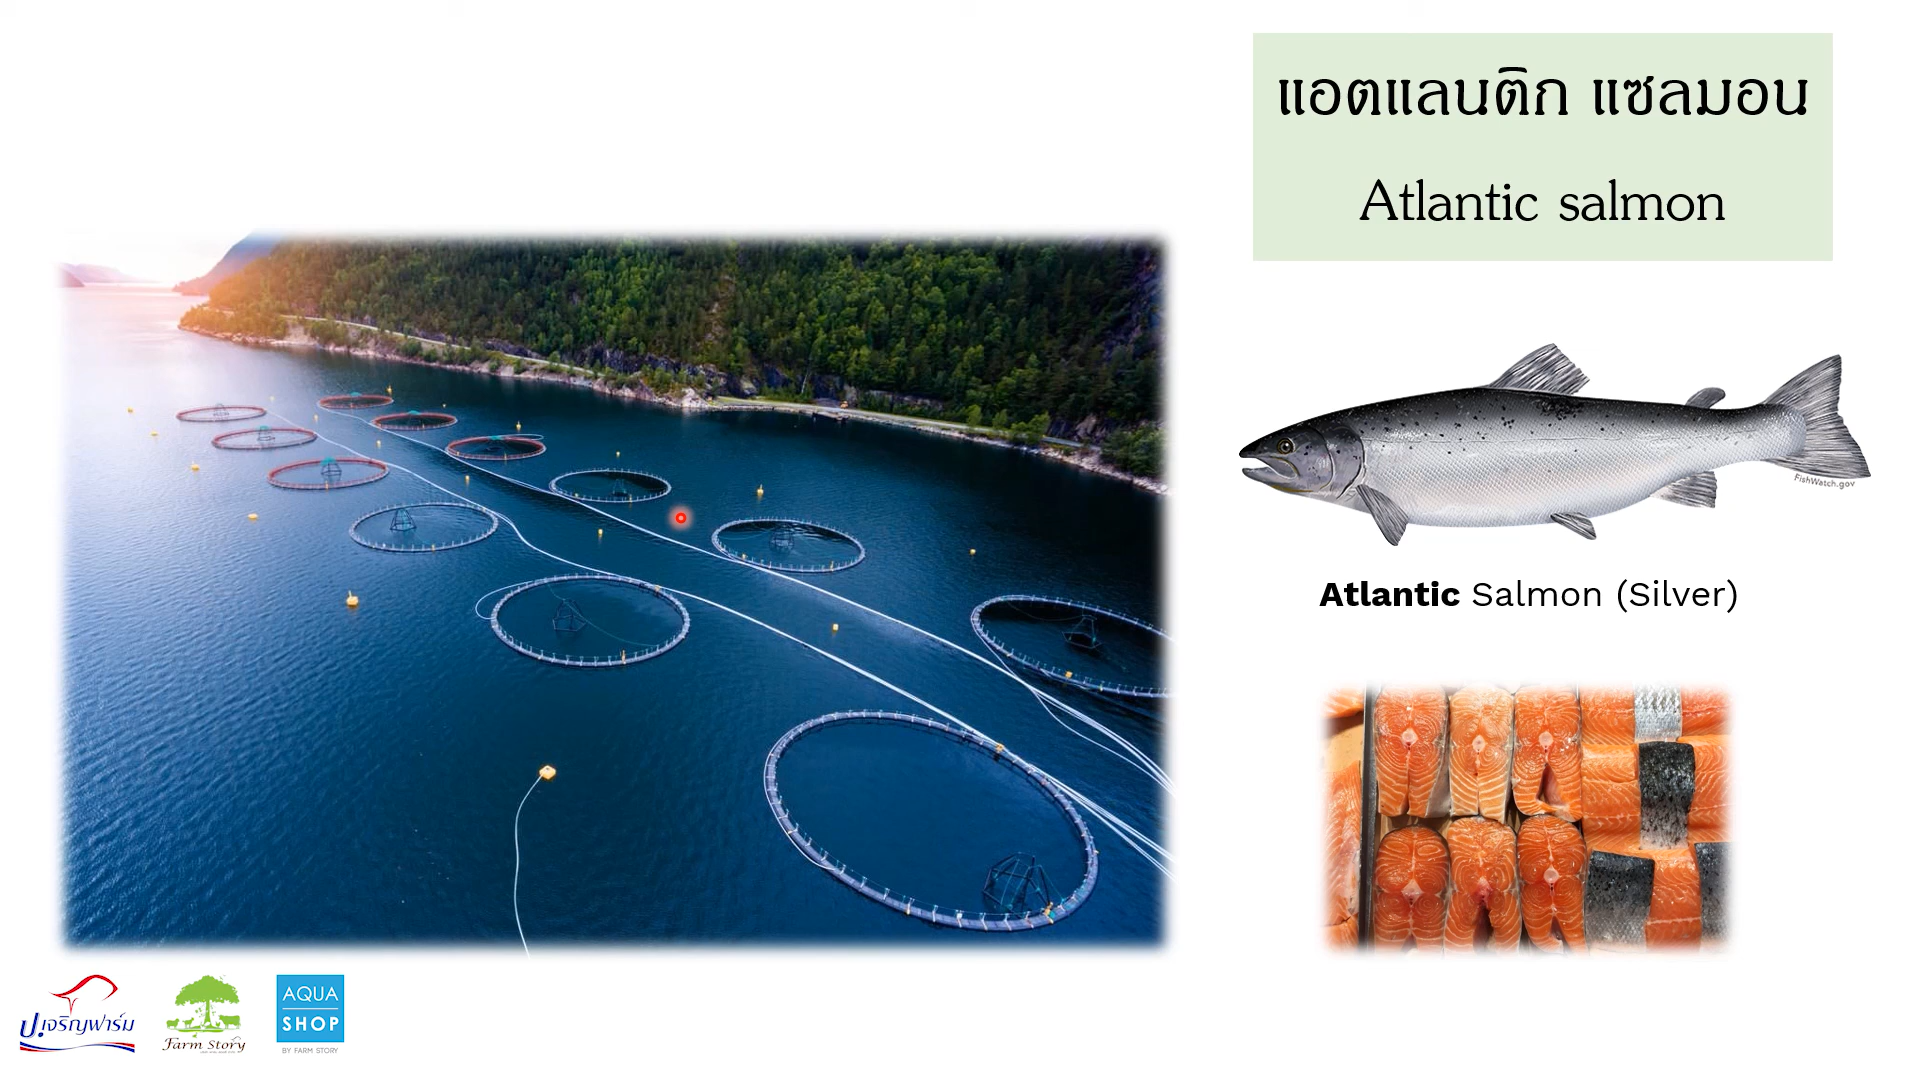 แอตแลนติก แซลมอน
Atlantic salmon
FishWatch.gov
Atlantic Salmon (Silver)
ป.เจริญฟาร์ม
Farm Story
AQUA
SHOP
BY FARM STORY